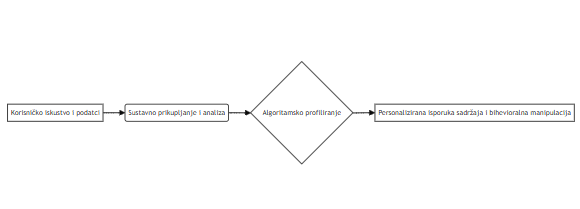 Korisničko iskustvo i podatci
Sustavno prikupljanje i analiza
Algoritamsko profiliranje
Personalizirana isporuka sadržaja i bihevioralna manipulacija